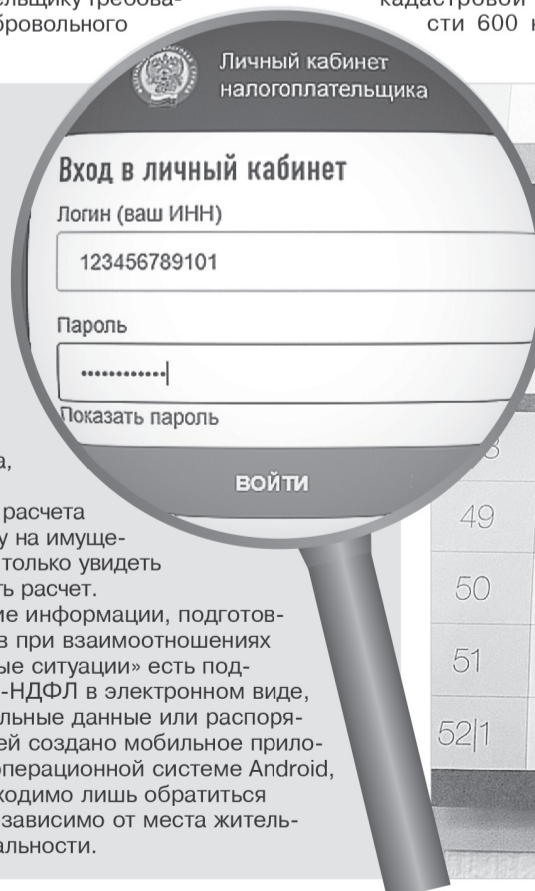 бровольного
кадастровой
сти 600
Личный кабинет
налогоплательщика
Вход в личный кабинет
Логин (ваш ИНН)
123456789101
Пароль
Показать пароль
ВОЙТИ
а,
расчета
у на имуще-
только увидеть
ть расчет.
ие информации, подготов-
в при взаимоотношениях
ые ситуации» есть под-
-НДФЛ в электронном виде,
льные данные или распоря-
ей создано мобильное прило-
операционной системе Android,
ходимо лишь обратиться
зависимо от места житель-
альности.
49
50
51
52|1